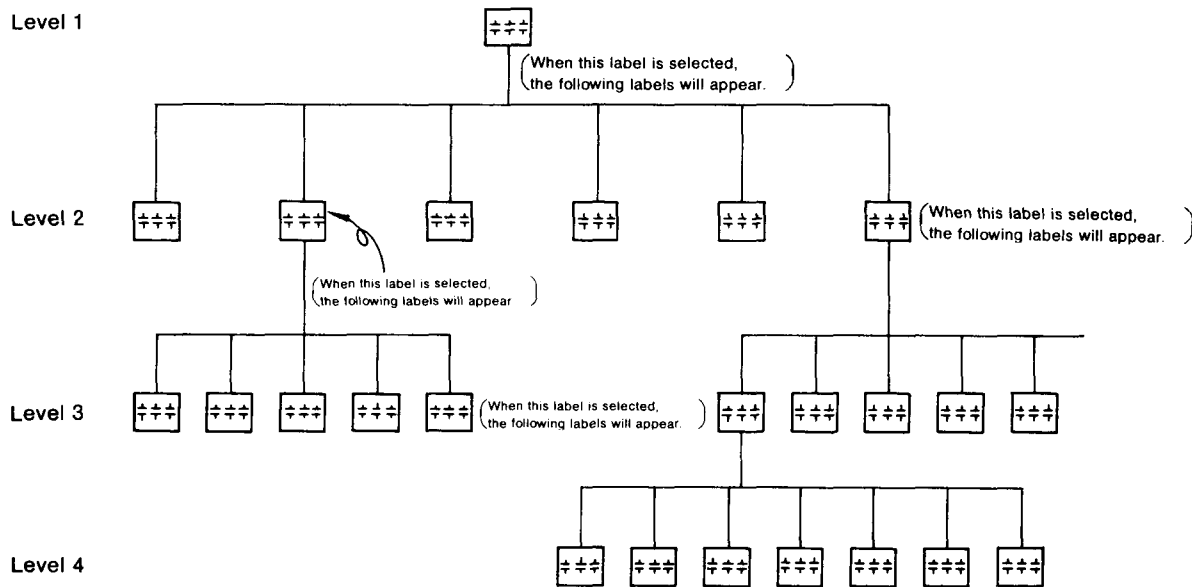 Level 1
(When this label is selected,
the following labels will appear.)
Level 2
(When this label is selected,
the following labels will appear.)
(When this label is selected,
the following labels will appear)
Level 3
(When this label is selected,
the following labels will appear.)
Level 4